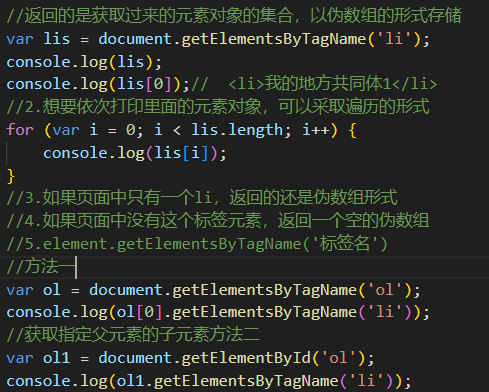 //返回的是获取过来的元素对象的集合，以伪数组的形式存储
var lis = document.getElementsByTagName('li');
console.log(lis);
console.log(lis[0]);//  <li>我的地方共同体1</li>
//2.想要依次打印里面的元素对象，可以采取遍历的形式
for (var i = 0; i < lis.length; i++) {
    console.log(lis[i]);
}
//3.如果页面中只有一个li，返回的还是伪数组形式
//4.如果页面中没有这个标签元素，返回一个空的伪数组
//5.element.getElementsByTagName('标签名')
//方法一
var ol = document.getElementsByTagName('ol');
console.log(ol[0].getElementsByTagName('li'));
//获取指定父元素的子元素方法二
var ol1 = document.getElementById('ol');
console.log(ol1.getElementsByTagName('li'));